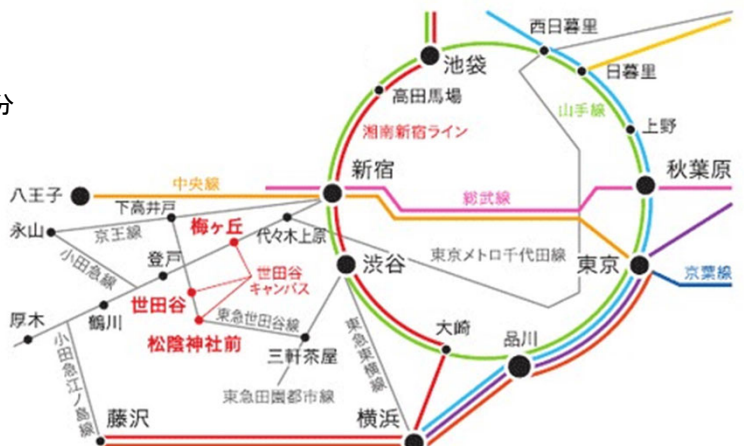 分
西日暮里
池袋
日暮里
高田馬場
山手線
上野
湘南新宿ライン
新宿
秋葉原
中央線
総武線
八王子
下高井戸
梅ヶ丘
永山
京王線
代々木上原
小田急線
登戸
世田谷
キャンパス
東京メトロ千代田線
渋谷
東京
京葉線
世田谷
厚木
鶴川
東急世田谷線
松陰神社前
大崎
品川
三軒茶屋
小田急江ノ島線
東急東横線
東急田園都市線
藤沢
横浜